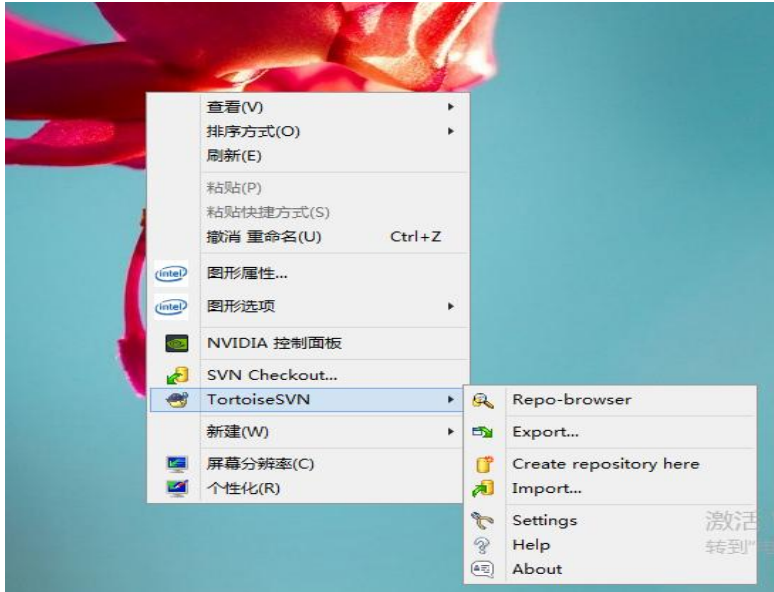 查看(V)
排序方式(O)
刷新(E)
粘贴(P)
粘贴快捷方式(S)
撤消 重命名(U) Ctrl+Z
intel 图形属性...
intel 图形选项
NVIDIA 控制面板
SVN Checkout...
TortoiseSVN
新建(W)
屏幕分辨率(C)
个性化(R)
Repo-browser
Export...
Create repository here
Import...
Settings
Help
About
激活
转到"